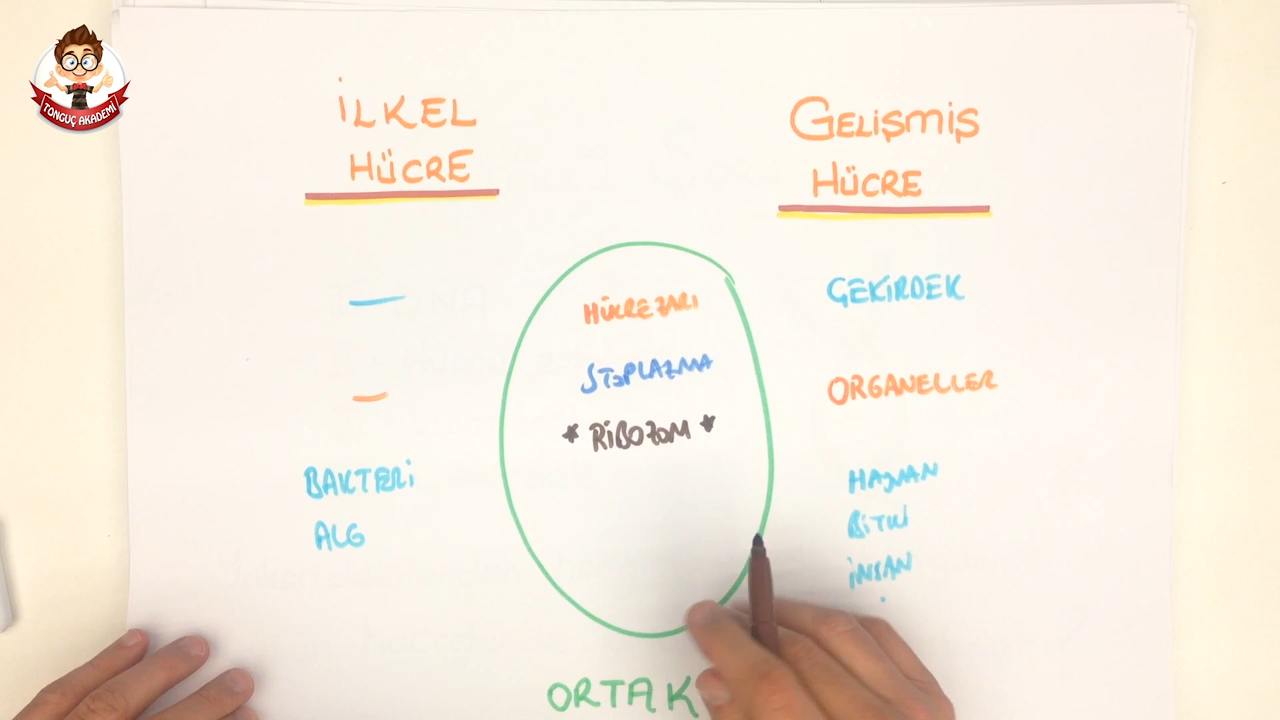 TONGUÇ AKADEMİ
İLKEL
HÜCRE
—
—
BAKTERİ
ALG
HÜCRE ZARI
SİTOPLAZMA
* RİBOZOM *
ORTAK
GELİŞMİŞ
HÜCRE
ÇEKİRDEK
ORGANELLER
HAYVAN
BİTKİ
İNSAN